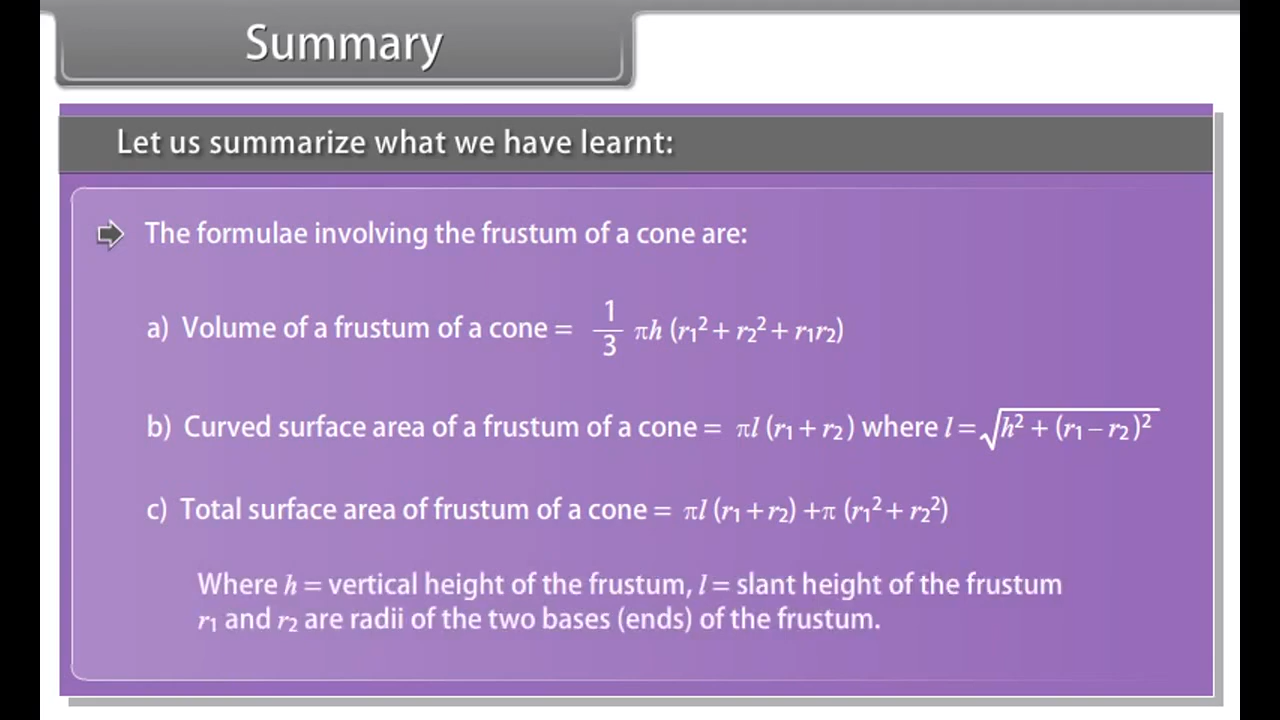 Summary
Let us summarize what we have learnt:
The formulae involving the frustum of a cone are:
a) Volume of a frustum of a cone = 1/3 πh (r₁² + r₂² + r₁r₂)
b) Curved surface area of a frustum of a cone = πl (r₁ + r₂) where l = √(h² + (r₁ − r₂)²)
c) Total surface area of frustum of a cone = πl (r₁ + r₂) + π (r₁² + r₂²)
Where h = vertical height of the frustum, l = slant height of the frustum
r₁ and r₂ are radii of the two bases (ends) of the frustum.